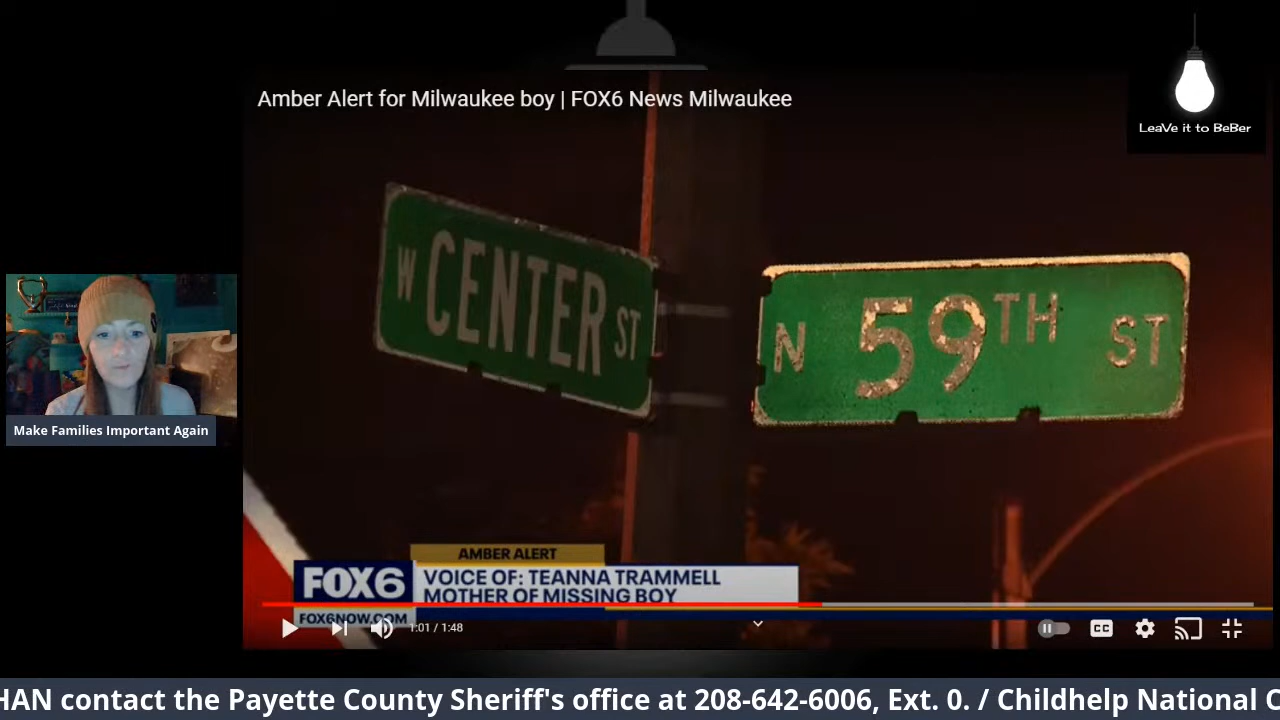 Amber Alert for Milwaukee boy | FOX6 News Milwaukee
LeaVe it to BeBer
W CENTER ST
N 59TH ST
Make Families Important Again
AMBER ALERT
FOX6
VOICE OF: TEANNA TRAMMELL
MOTHER OF MISSING BOY
FOX6NOW.COM
1:01 / 1:48
CC
HAN contact the Payette County Sheriff's office at 208-642-6006, Ext. 0. / Childhelp National C